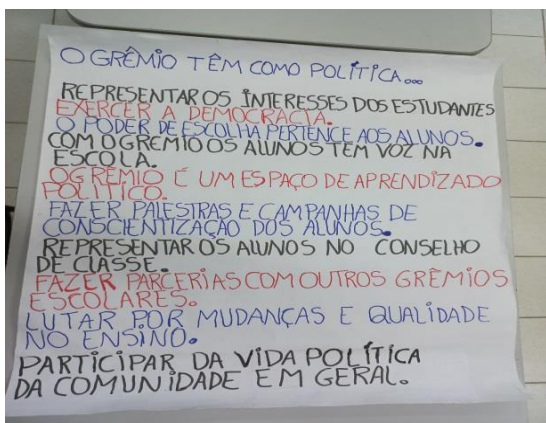 O GRÊMIO TÊM COMO POLÍTICA...
REPRESENTAR OS INTERESSES DOS ESTUDANTES
EXERCER A DEMOCRACIA.
O PODER DE ESCOLHA PERTENCE AOS ALUNOS.
COM O GREMIO OS ALUNOS TEM VOZ NA
ESCOLA.
O GRÊMIO É UM ESPAÇO DE APRENDIZADO
POLÍTICO.
FAZER PALESTRAS E CAMPANHAS DE
CONSCIENTIZAÇÃO DOS ALUNOS.
REPRESENTAR OS ALUNOS NO CONSELHO
DE CLASSE.
FAZER PARCERIAS COM OUTROS GRÊMIOS
ESCOLARES.
LUTAR POR MUDANÇAS E QUALIDADE
NO ENSINO.
PARTICIPAR DA VIDA POLÍTICA
DA COMUNIDADE EM GERAL.